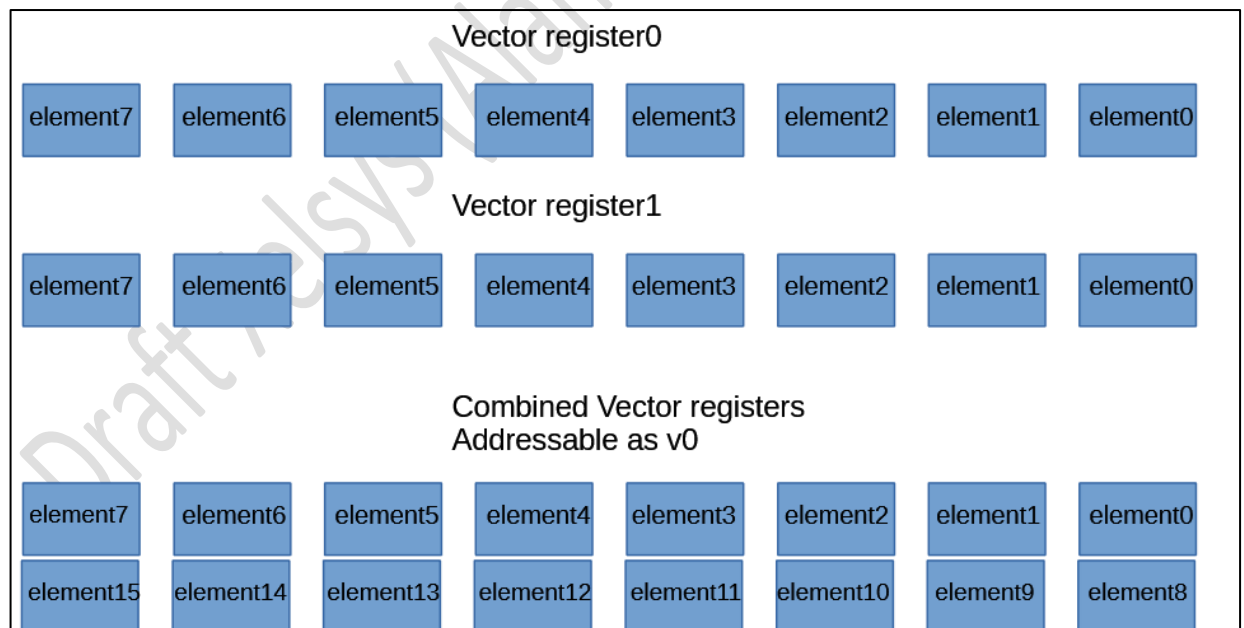 Vector register0
element7 element6 element5 element4 element3 element2 element1 element0
Vector register1
element7 element6 element5 element4 element3 element2 element1 element0
Combined Vector registers
Addressable as v0
element7 element6 element5 element4 element3 element2 element1 element0
element15 element14 element13 element12 element11 element10 element9 element8
Draft